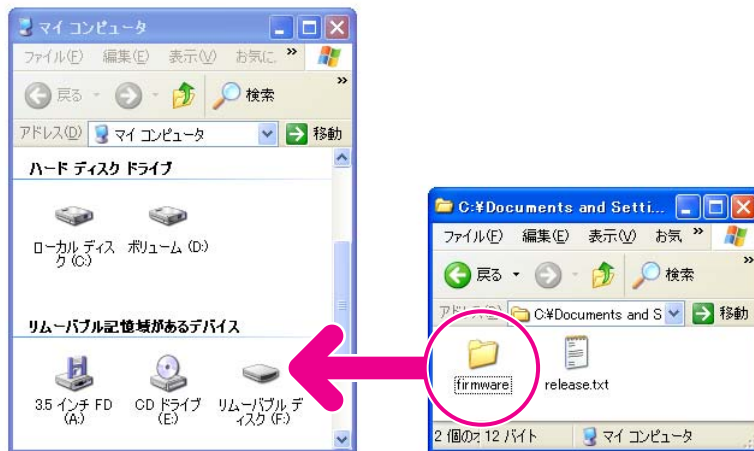 マイ コンピュータ
ファイル(F) 編集(E) 表示(V) お気に. »
戻る 検索 »
アドレス(D) マイ コンピュータ 移動
ハード ディスク ドライブ
ローカル ディス
ク (C:)
ボリューム (D:)
リムーバブル記憶域があるデバイス
3.5 インチ FD
(A:)
CD ドライブ
(E:)
リムーバブル デ
ィスク (F:)
C:¥Documents and Setti...
ファイル(F) 編集(E) 表示(V) お気 »
戻る 検索 »
アドレス(D) C:¥Documents and S 移動
firmware
release.txt
2 個の 12 バイト マイ コンピュータ